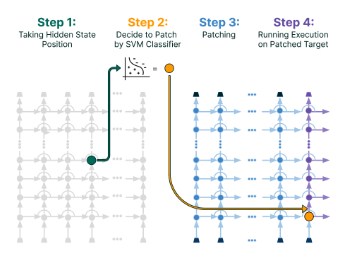 Step 1:
Taking Hidden State
Position
Step 2:
Decide to Patch
by SVM Classifier
Step 3:
Patching
Step 4:
Running Execution
on Patched Target